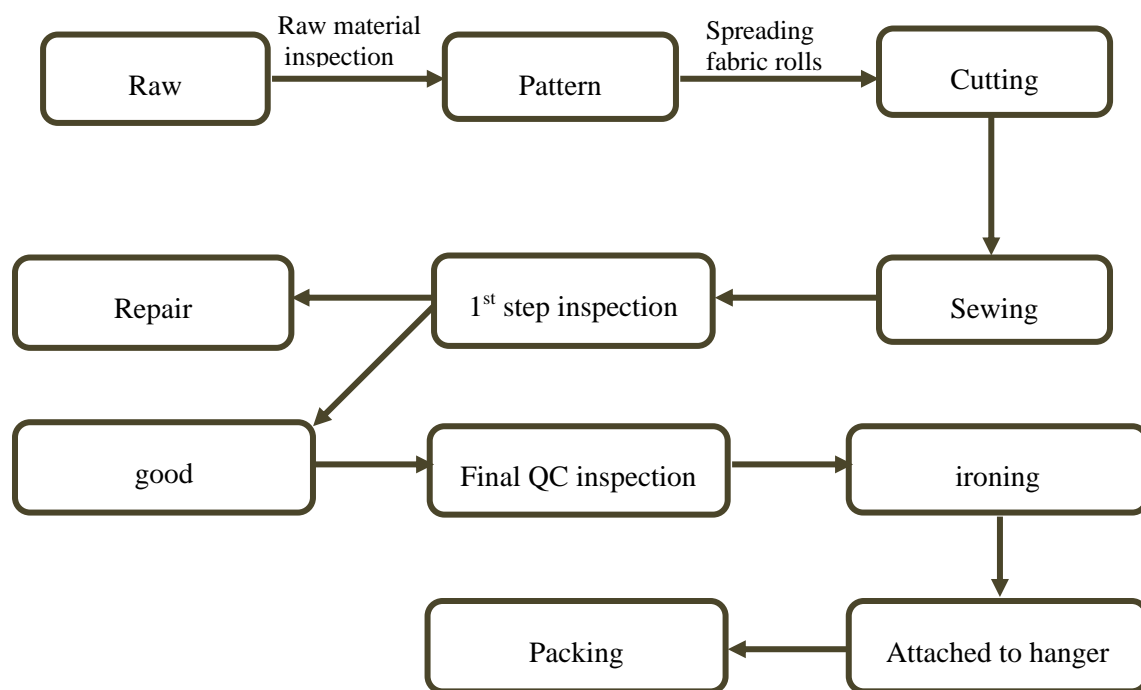 Raw
Raw material
inspection
Pattern
Spreading
fabric rolls
Cutting
Repair
1st step inspection
Sewing
good
Final QC inspection
ironing
Packing
Attached to hanger